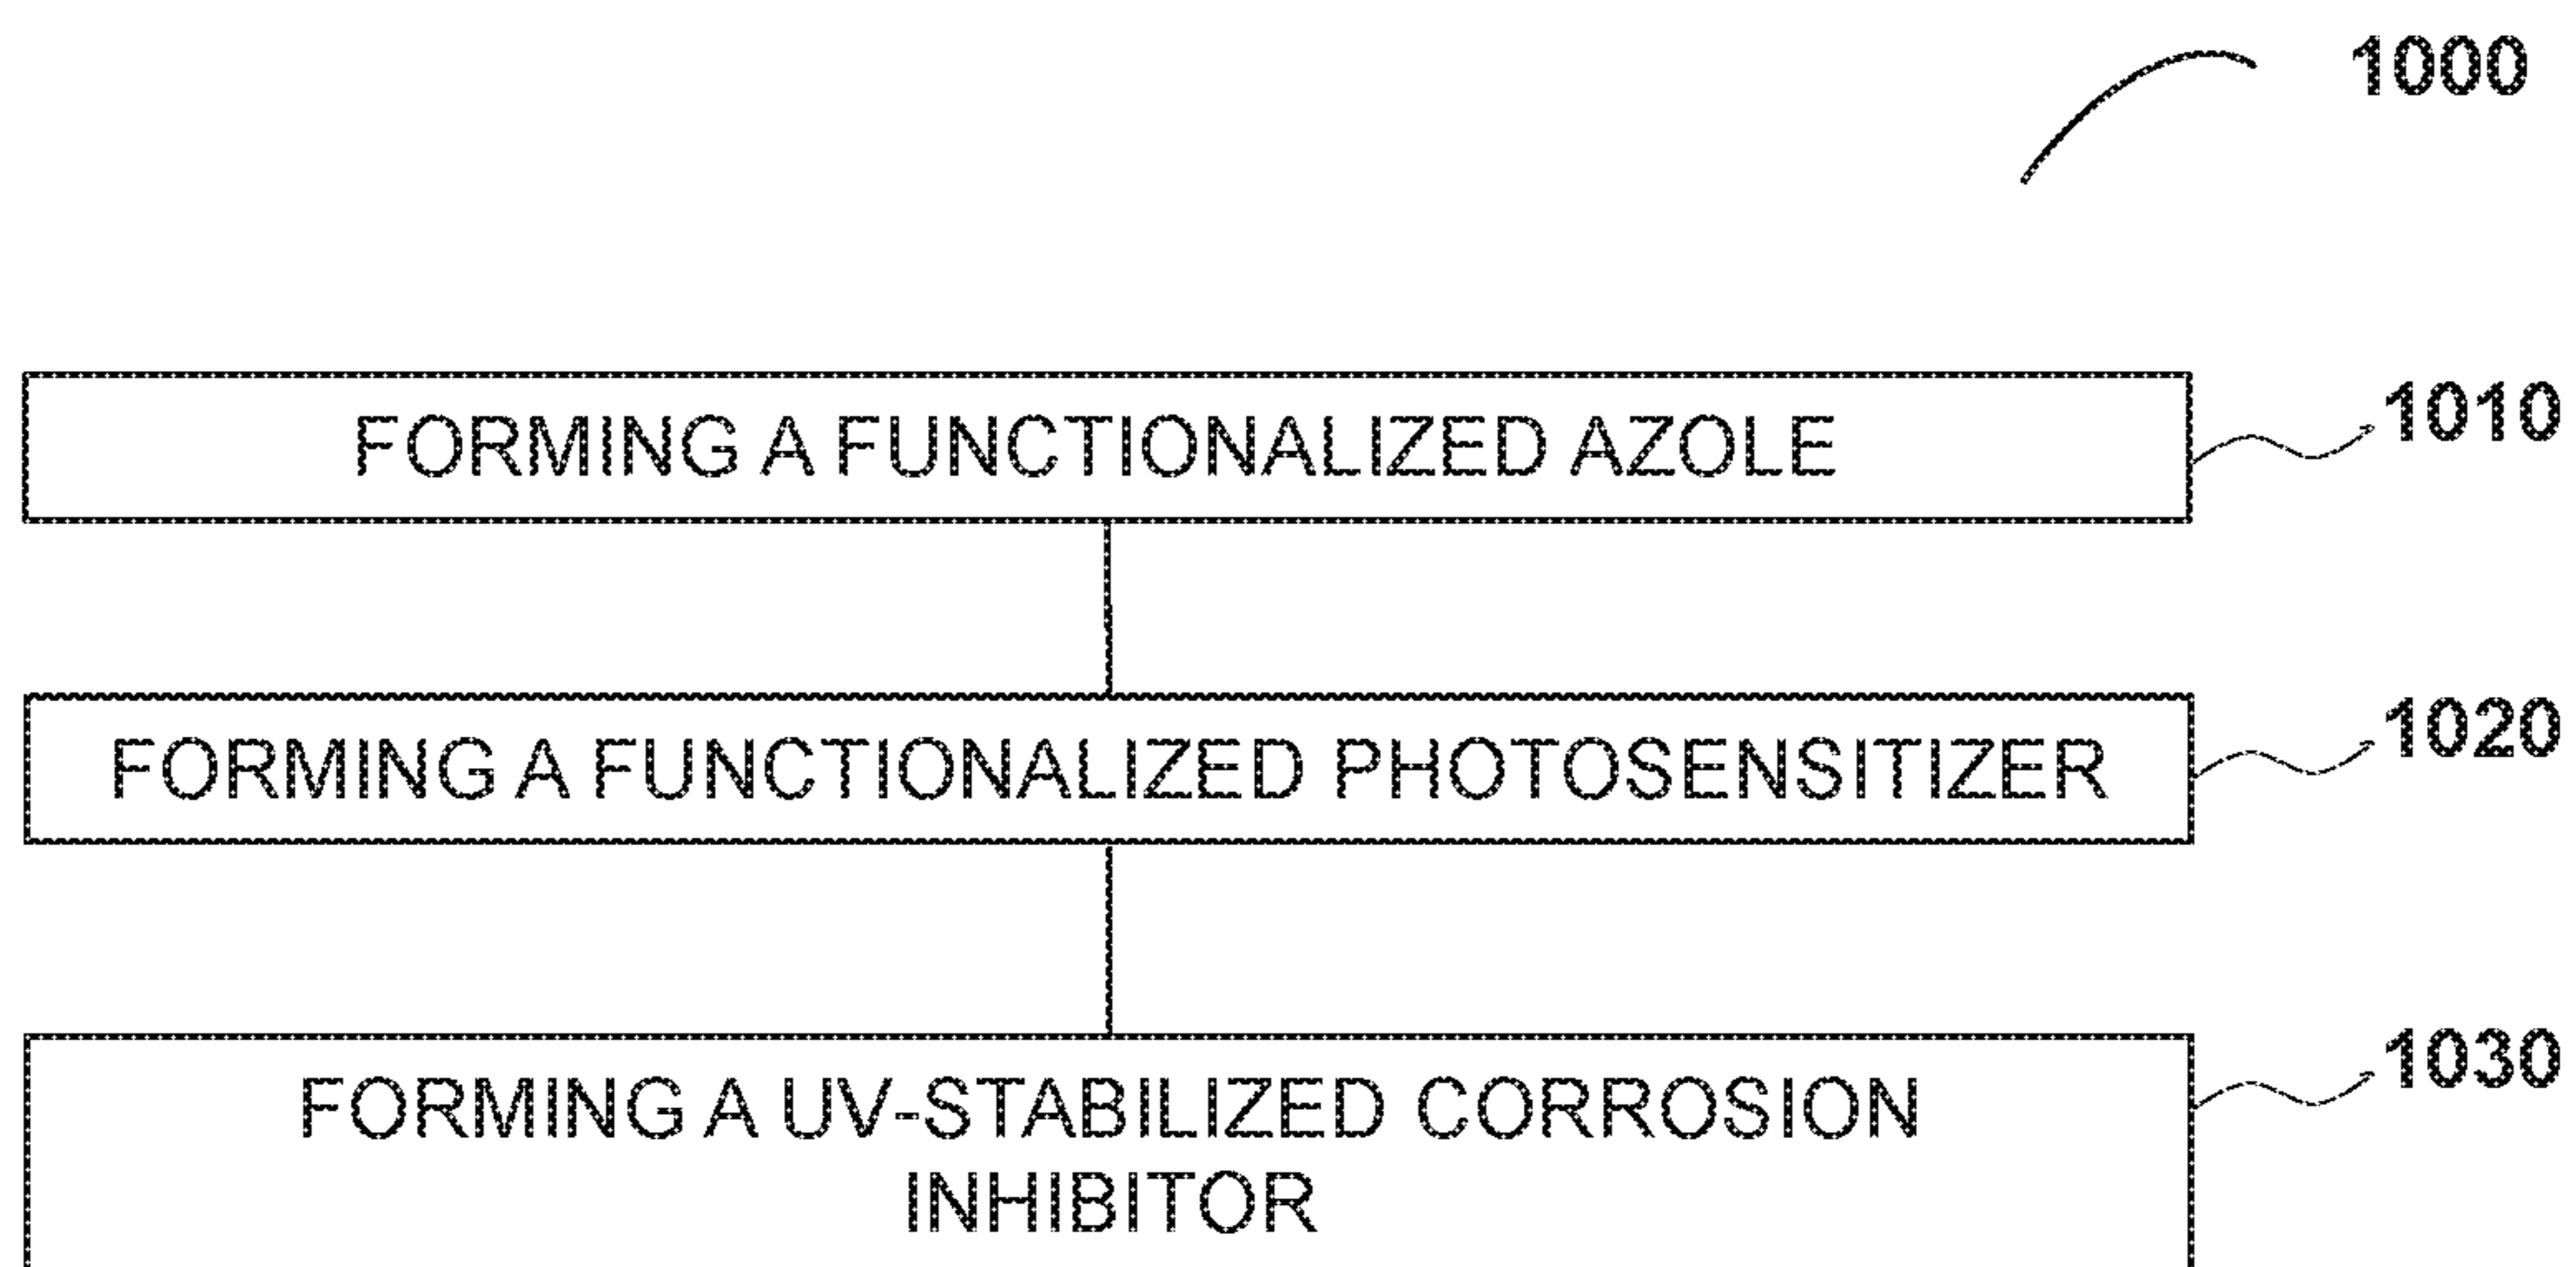 1000
FORMING A FUNCTIONALIZED AZOLE
1010
FORMING A FUNCTIONALIZED PHOTOSENSITIZER
1020
FORMING A UV-STABILIZED CORROSION
INHIBITOR
1030